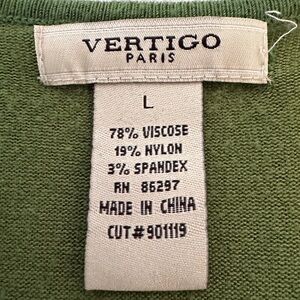 VERTIGO
PARIS
L
78% VISCOSE
19% NYLON
3% SPANDEX
RN 86297
MADE IN CHINA
CUT#901119